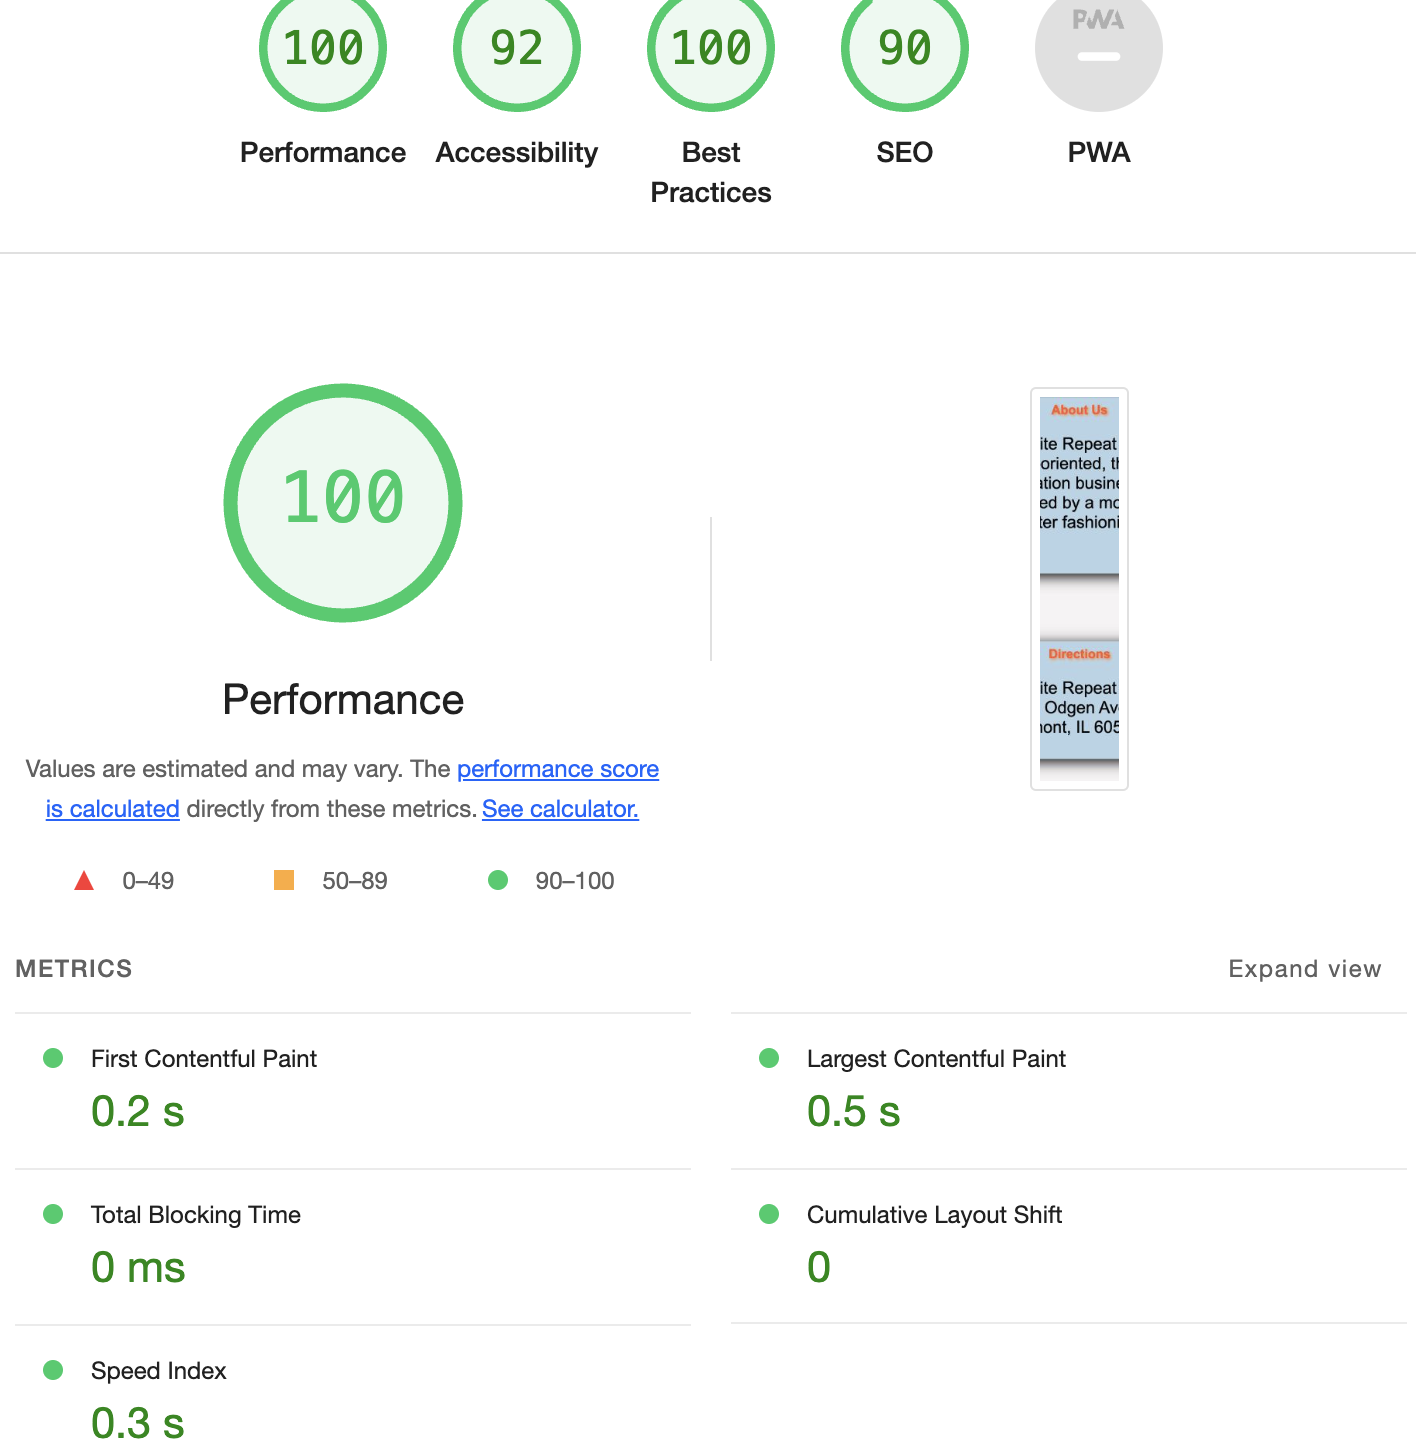 100
92
100
90
PWA
Performance
Accessibility
Best
Practices
SEO
PWA
100
Performance
Values are estimated and may vary. The performance score
is calculated directly from these metrics. See calculator.
0–49
50–89
90–100
About Us
ite Repeat
oriented, th
ation busine
ed by a mo
ter fashioni
Directions
ite Repeat
Odgen Av
mont, IL 605
METRICS
Expand view
First Contentful Paint
0.2 s
Largest Contentful Paint
0.5 s
Total Blocking Time
0 ms
Cumulative Layout Shift
0
Speed Index
0.3 s